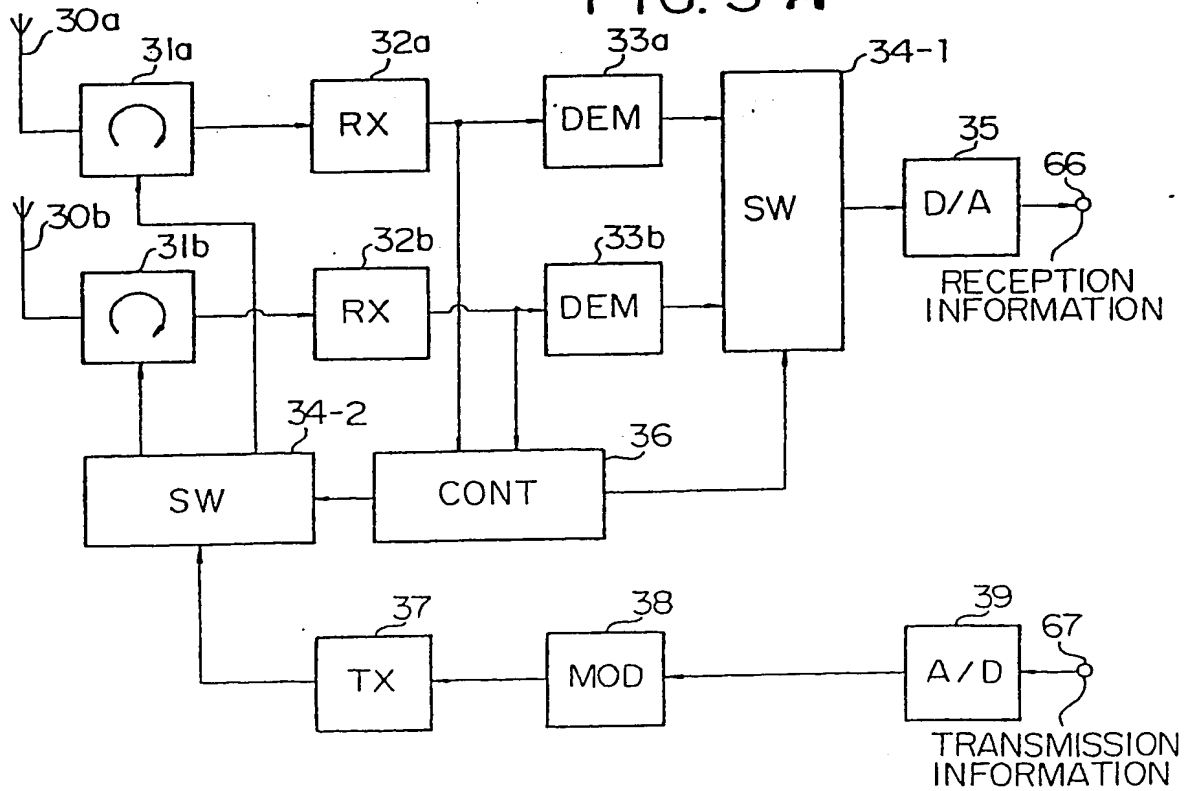 FIG. A
30a
31a
32a
33a
34-1
RX
DEM
SW
35
66
D/A
RECEPTION
INFORMATION
30b
31b
32b
33b
RX
DEM
34-2
36
SW
CONT
37
38
39
67
TX
MOD
A/D
TRANSMISSION
INFORMATION